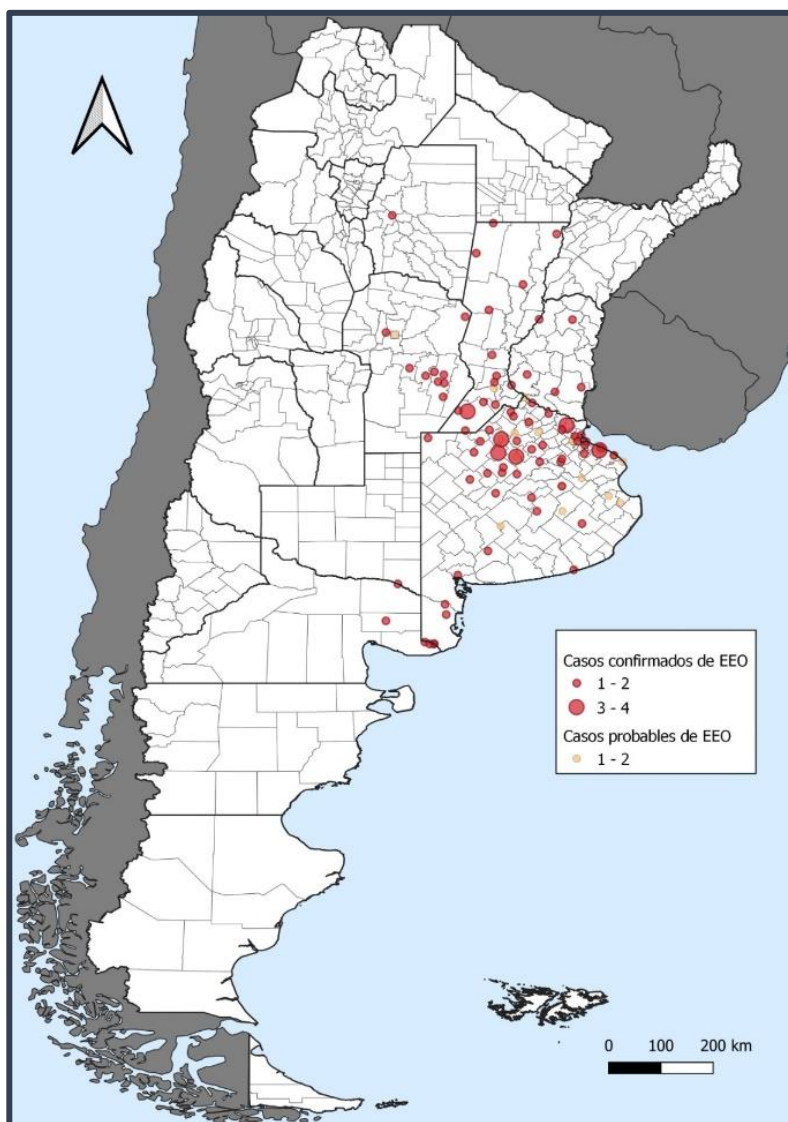 Casos confirmados de EEO
1 - 2
3 - 4
Casos probables de EEO
1 - 2
0 100 200 km